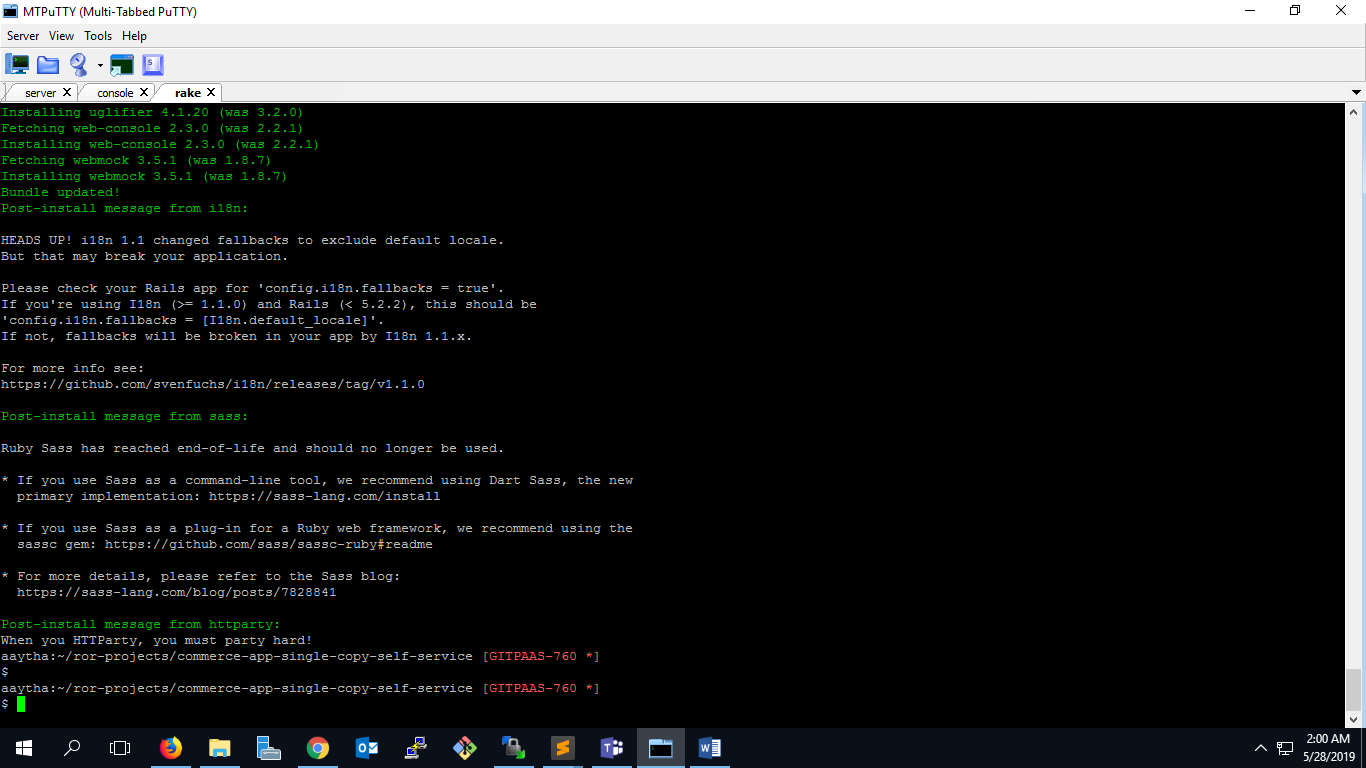 MTPuTTY (Multi-Tabbed PuTTY)
Server View Tools Help
server console rake
Installing uglifier 4.1.20 (was 3.2.0)
Fetching web-console 2.3.0 (was 2.2.1)
Installing web-console 2.3.0 (was 2.2.1)
Fetching webmock 3.5.1 (was 1.8.7)
Installing webmock 3.5.1 (was 1.8.7)
Bundle updated!
Post-install message from i18n:
HEADS UP! i18n 1.1 changed fallbacks to exclude default locale.
But that may break your application.
Please check your Rails app for 'config.i18n.fallbacks = true'.
If you're using I18n (>= 1.1.0) and Rails (< 5.2.2), this should be
'config.i18n.fallbacks = [I18n.default_locale]'.
If not, fallbacks will be broken in your app by I18n 1.1.x.
For more info see:
https://github.com/svenfuchs/i18n/releases/tag/v1.1.0
Post-install message from sass:
Ruby Sass has reached end-of-life and should no longer be used.
* If you use Sass as a command-line tool, we recommend using Dart Sass, the new
primary implementation: https://sass-lang.com/install
* If you use Sass as a plug-in for a Ruby web framework, we recommend using the
sassc gem: https://github.com/sass/sassc-ruby#readme
* For more details, please refer to the Sass blog:
https://sass-lang.com/blog/posts/7828841
Post-install message from httparty:
When you HTTParty, you must party hard!
aaytha:~/ror-projects/commerce-app-single-copy-self-service [GITPAAS-760 *]
$
aaytha:~/ror-projects/commerce-app-single-copy-self-service [GITPAAS-760 *]
$
2:00 AM
5/28/2019